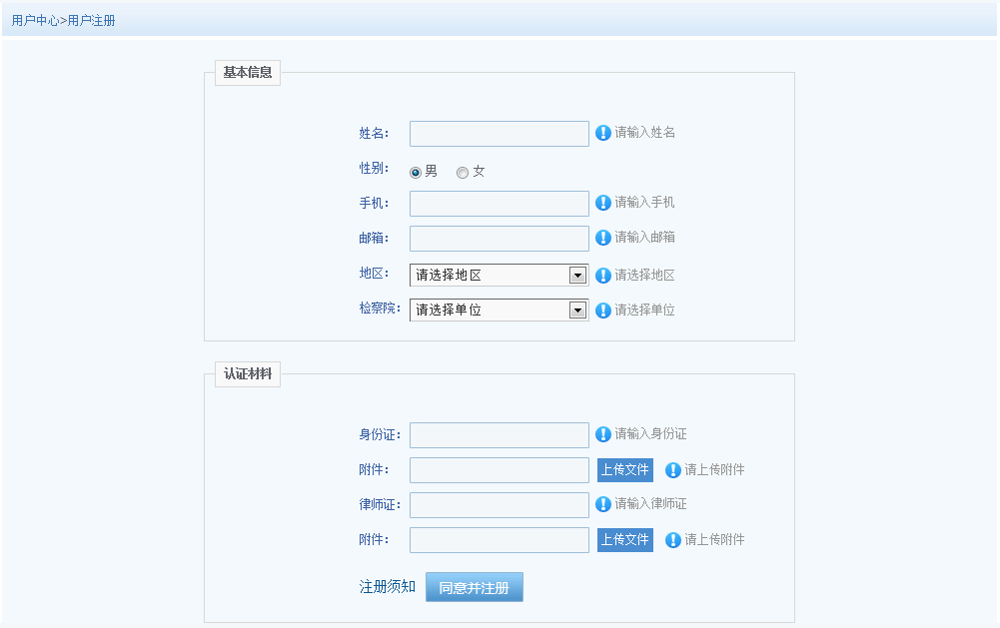 用户中心>用户注册
基本信息
姓名： 请输入姓名
性别： 男 女
手机： 请输入手机
邮箱： 请输入邮箱
地区： 请选择地区 请选择地区
检察院： 请选择单位 请选择单位
认证材料
身份证： 请输入身份证
附件： 上传文件 请上传附件
律师证： 请输入律师证
附件： 上传文件 请上传附件
注册须知 同意并注册